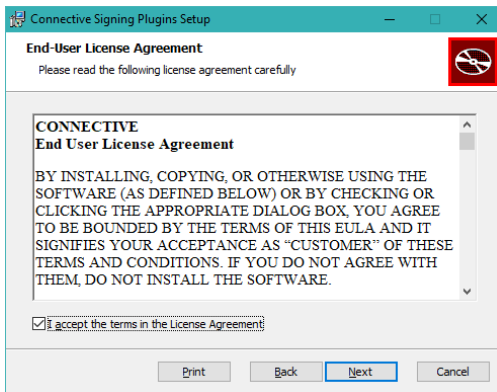 Connective Signing Plugins Setup
End-User License Agreement
Please read the following license agreement carefully
CONNECTIVE
End User License Agreement
BY INSTALLING, COPYING, OR OTHERWISE USING THE
SOFTWARE (AS DEFINED BELOW) OR BY CHECKING OR
CLICKING THE APPROPRIATE DIALOG BOX, YOU AGREE
TO BE BOUNDED BY THE TERMS OF THIS EULA AND IT
SIGNIFIES YOUR ACCEPTANCE AS “CUSTOMER” OF THESE
TERMS AND CONDITIONS. IF YOU DO NOT AGREE WITH
THEM, DO NOT INSTALL THE SOFTWARE.
I accept the terms in the License Agreement
Print Back Next Cancel